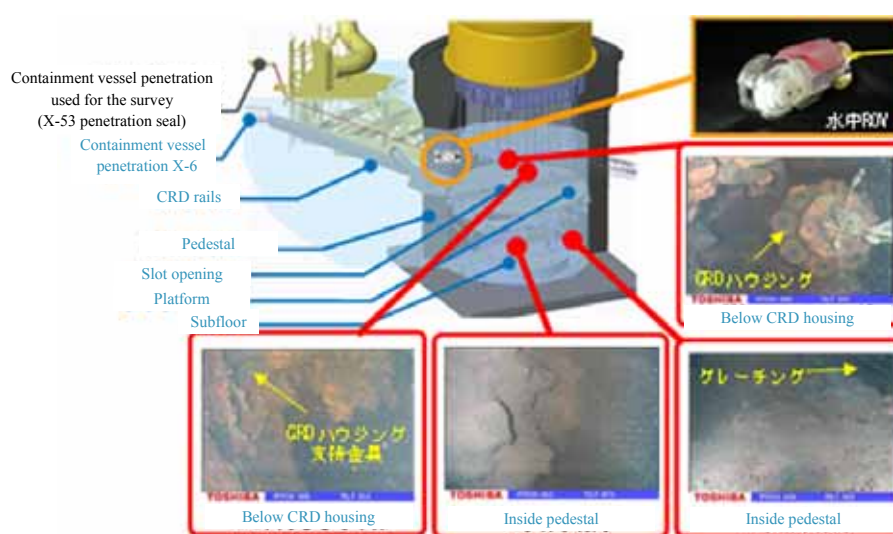 Containment vessel penetration
used for the survey
(X-53 penetration seal)
Containment vessel
penetration X-6
CRD rails
Pedestal
Slot opening
Platform
Subfloor
水中ROV
CRDハウジング
TOSHIBA
Below CRD housing
CRDハウジング
支持金具
TOSHIBA
Below CRD housing
TOSHIBA
Inside pedestal
グレーチング
TOSHIBA
Inside pedestal